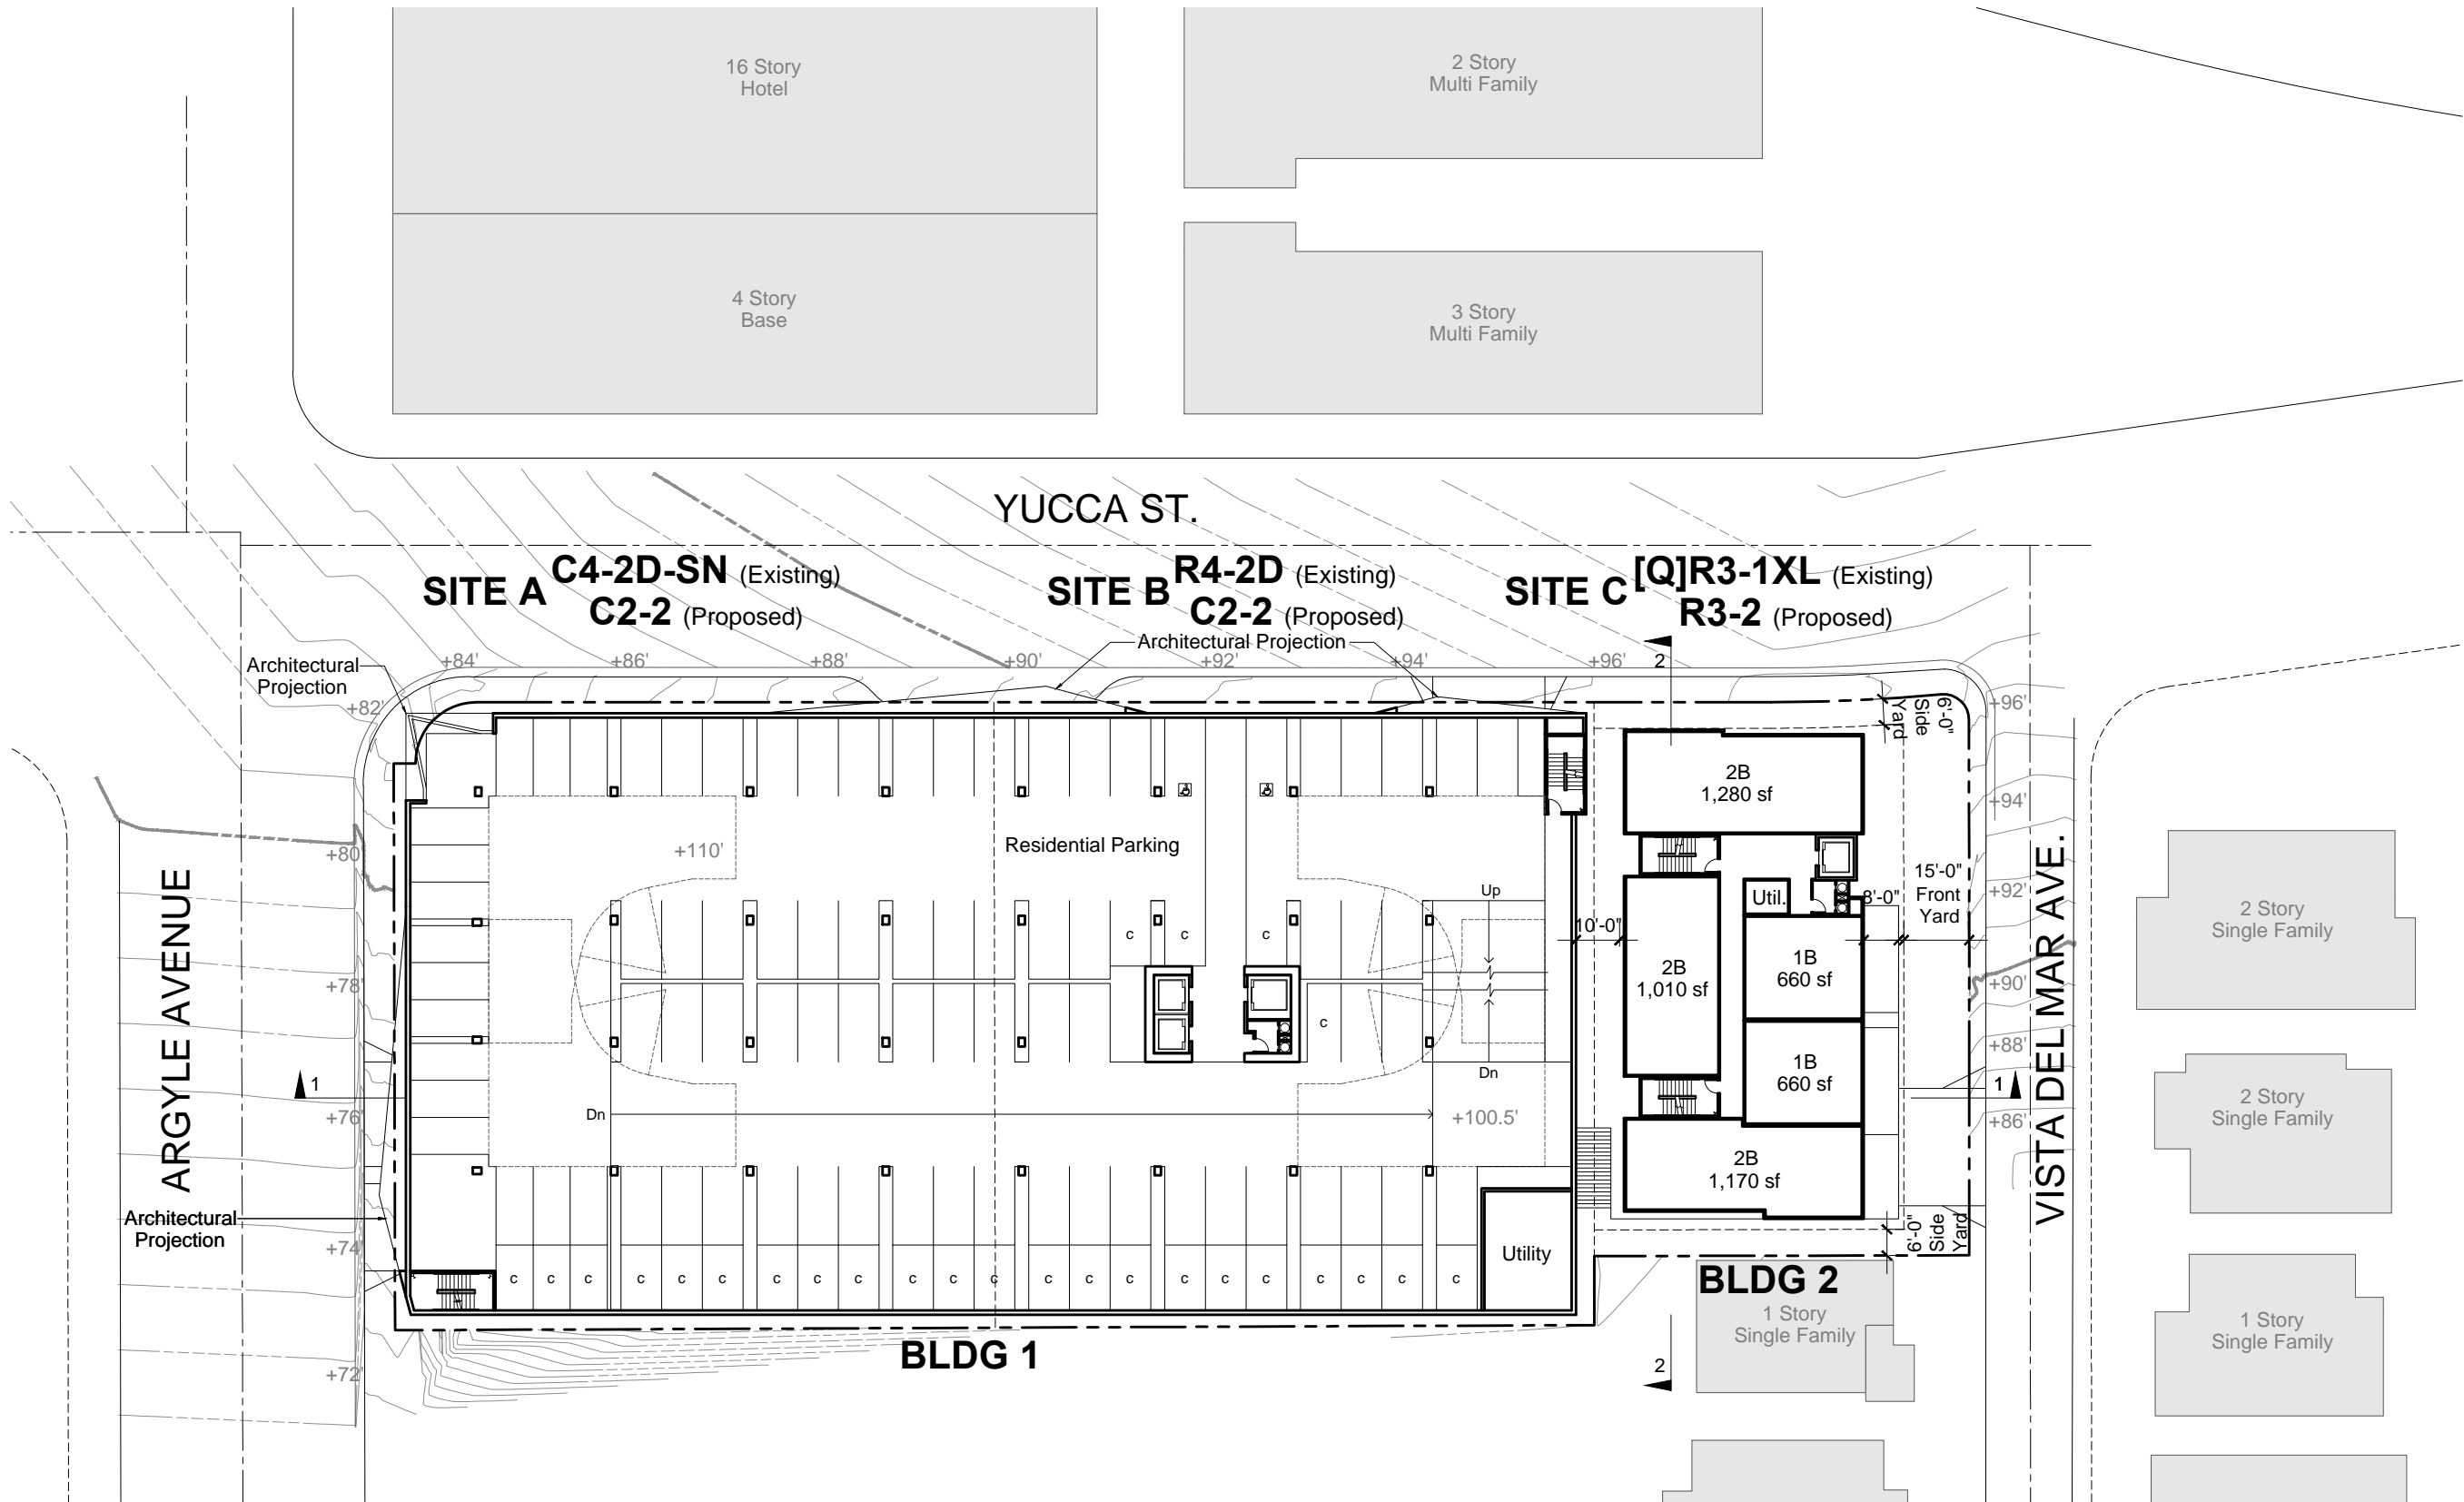 16 Story
Hotel
2 Story
Multi Family
4 Story
Base
3 Story
Multi Family
YUCCA ST.
SITE A
C4-2D-SN (Existing)
C2-2 (Proposed)
SITE B
R4-2D (Existing)
C2-2 (Proposed)
SITE C
[Q]R3-1XL (Existing)
R3-2 (Proposed)
Architectural Projection
2
Architectural
Projection
+84'
+86'
+88'
+90'
+92'
+94'
+96'
+82'
+96'
6'-0"
Side
Yard
2B
1,280 sf
+94'
+110'
Residential Parking
+80'
ARGYLE AVENUE
VISTA DEL MAR AVE.
Up
Util.
8'-0"
15'-0"
Front
Yard
+92'
10'-0"
c
c
c
2 Story
Single Family
2B
1,010 sf
1B
660 sf
+78'
+90'
c
+88'
Dn
1B
660 sf
1
1
2 Story
Single Family
+76'
Dn
+100.5'
+86'
2B
1,170 sf
Architectural
Projection
+74'
6'-0"
Side
Yard
Utility
c c c c c c c c c c c c c c c c c c c c c c c c
BLDG 2
1 Story
Single Family
1 Story
Single Family
BLDG 1
2
+72'